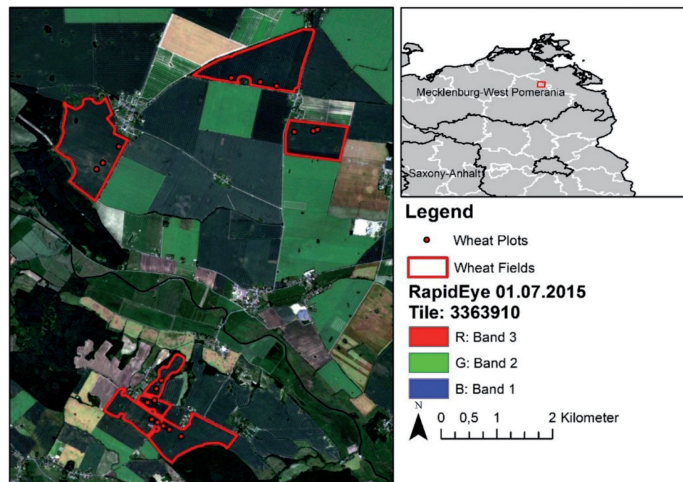 Mecklenburg-West Pomerania
Saxony-Anhalt
Legend
Wheat Plots
Wheat Fields
RapidEye 01.07.2015
Tile: 3363910
R: Band 3
G: Band 2
B: Band 1
N
0 0,5 1 2 Kilometer